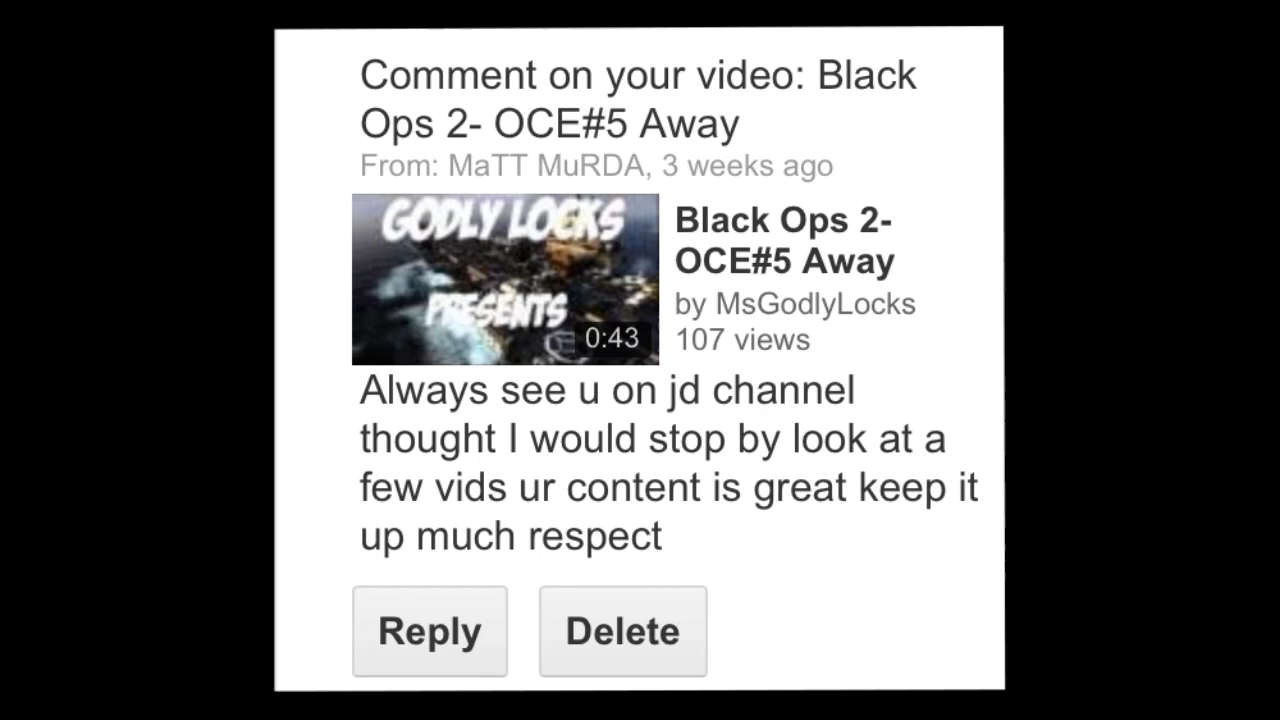 Comment on your video: Black
Ops 2- OCE#5 Away
From: MaTT MuRDA, 3 weeks ago
GODLY LOCKS
PRESENTS
0:43
Black Ops 2-
OCE#5 Away
by MsGodlyLocks
107 views
Always see u on jd channel
thought I would stop by look at a
few vids ur content is great keep it
up much respect
Reply Delete